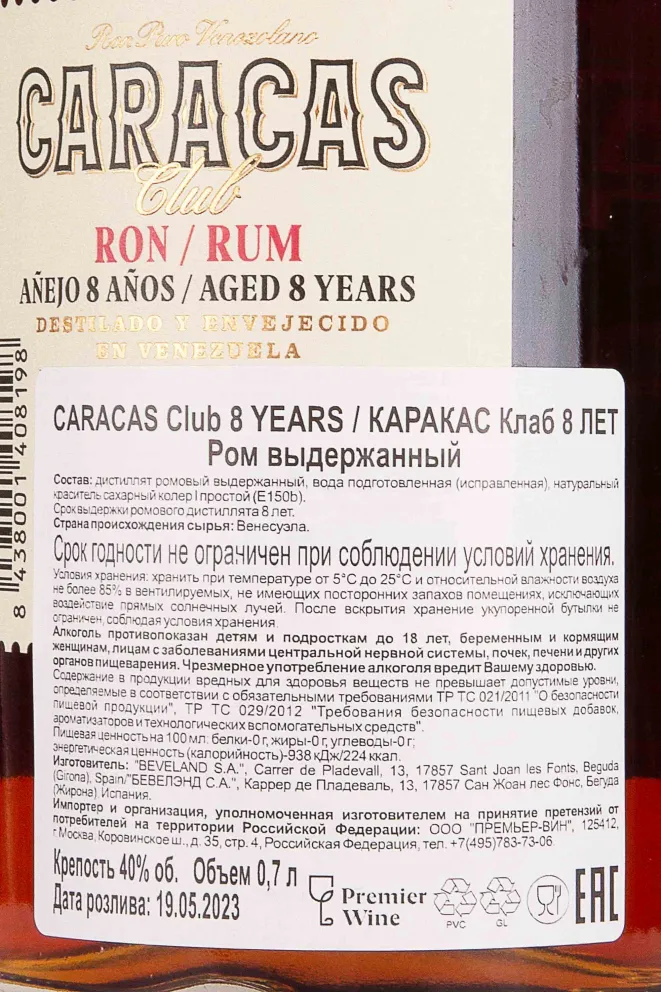 Ron Puro Venezolano
CARACAS
Club
RON / RUM
AÑEJO 8 AÑOS / AGED 8 YEARS
DESTILADO Y ENVEJECIDO
EN VENEZUELA
8 438001 408198
CARACAS Club 8 YEARS / КАРАКАС Клаб 8 ЛЕТ
Ром выдержанный
Состав: дистиллят ромовый выдержанный, вода подготовленная (исправленная), натуральный
краситель сахарный колер I простой (E150b).
Срок выдержки ромового дистиллята 8 лет.
Страна происхождения сырья: Венесуэла.
Срок годности не ограничен при соблюдении условий хранения.
Условия хранения: хранить при температуре от 5°С до 25°С и относительной влажности воздуха
не более 85% в вентилируемых, не имеющих посторонних запахов помещениях, исключающих
воздействие прямых солнечных лучей. После вскрытия хранение укупоренной бутылки не
ограничен, соблюдая условия хранения.
Алкоголь противопоказан детям и подросткам до 18 лет, беременным и кормящим
женщинам, лицам с заболеваниями центральной нервной системы, почек, печени и других
органов пищеварения. Чрезмерное употребление алкоголя вредит Вашему здоровью.
Содержание в продукции вредных для здоровья веществ не превышает допустимые уровни,
определяемые в соответствии с обязательными требованиями ТР ТС 021/2011 "О безопасности
пищевой продукции", ТР ТС 029/2012 "Требования безопасности пищевых добавок,
ароматизаторов и технологических вспомогательных средств".
Пищевая ценность на 100 мл: белки-0 г, жиры-0 г, углеводы-0 г;
энергетическая ценность (калорийность)-938 кДж/224 ккал.
Изготовитель: "BEVELAND S.A.", Carrer de Pladevall, 13, 17857 Sant Joan les Fonts, Beguda
(Girona), Spain/"БЕВЕЛЭНД С.А.", Каррер де Пладеваль, 13, 17857 Сан Жоан лес Фонс, Бегуда
(Жирона), Испания.
Импортер и организация, уполномоченная изготовителем на принятие претензий от
потребителей на территории Российской Федерации: ООО "ПРЕМЬЕР-ВИН", 125412,
г.Москва, Коровинское ш., д. 35, стр. 4, Российская Федерация, тел. +7(495)783-73-06
Крепость 40% об. Объем 0,7 л
Дата розлива: 19.05.2023
Premier
Wine
PVC
GL
EAC